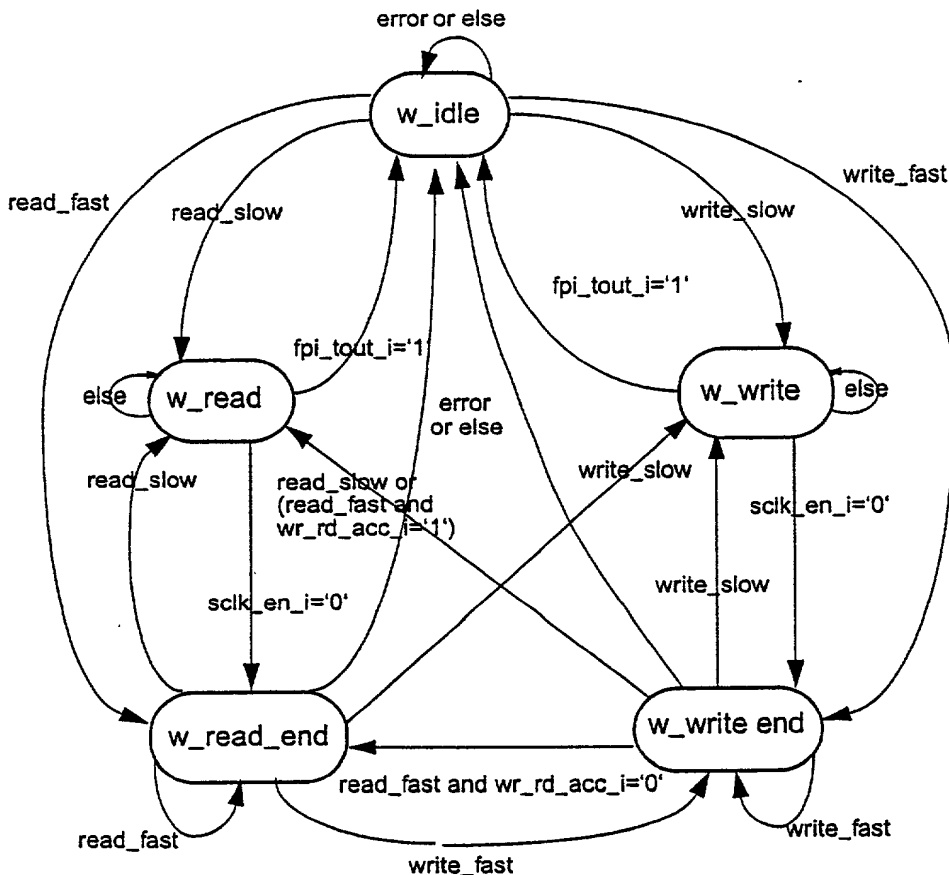 error or else
w_idle
read_fast
write_fast
read_slow
write_slow
fpi_tout_i='1'
fpi_tout_i='1'
else
w_read
error
or else
w_write
else
read_slow
read_slow or
(read_fast and
wr_rd_acc_i='1')
write_slow
sclk_en_i='0'
sclk_en_i='0'
write_slow
w_read_end
w_write end
read_fast and wr_rd_acc_i='0'
read_fast
write_fast
write_fast